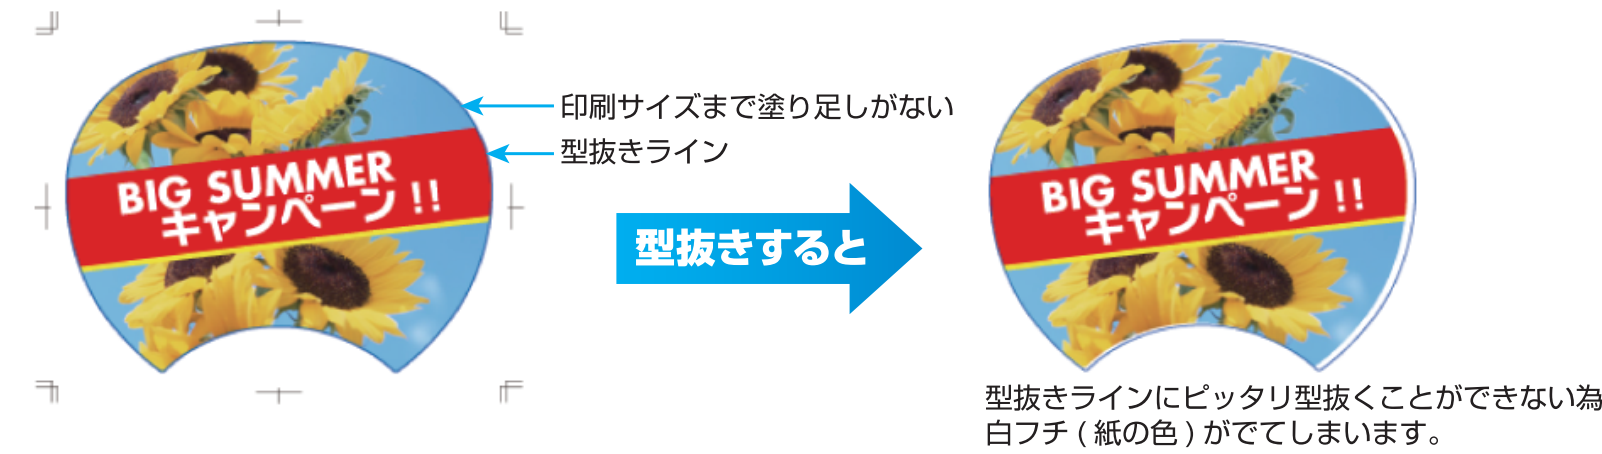 印刷サイズまで塗り足しがない
型抜きライン
BIG SUMMER
キャンペーン!!
型抜きすると
BIG SUMMER
キャンペーン!!
型抜きラインにピッタリ型抜くことができない為
白フチ(紙の色)がでてしまいます。